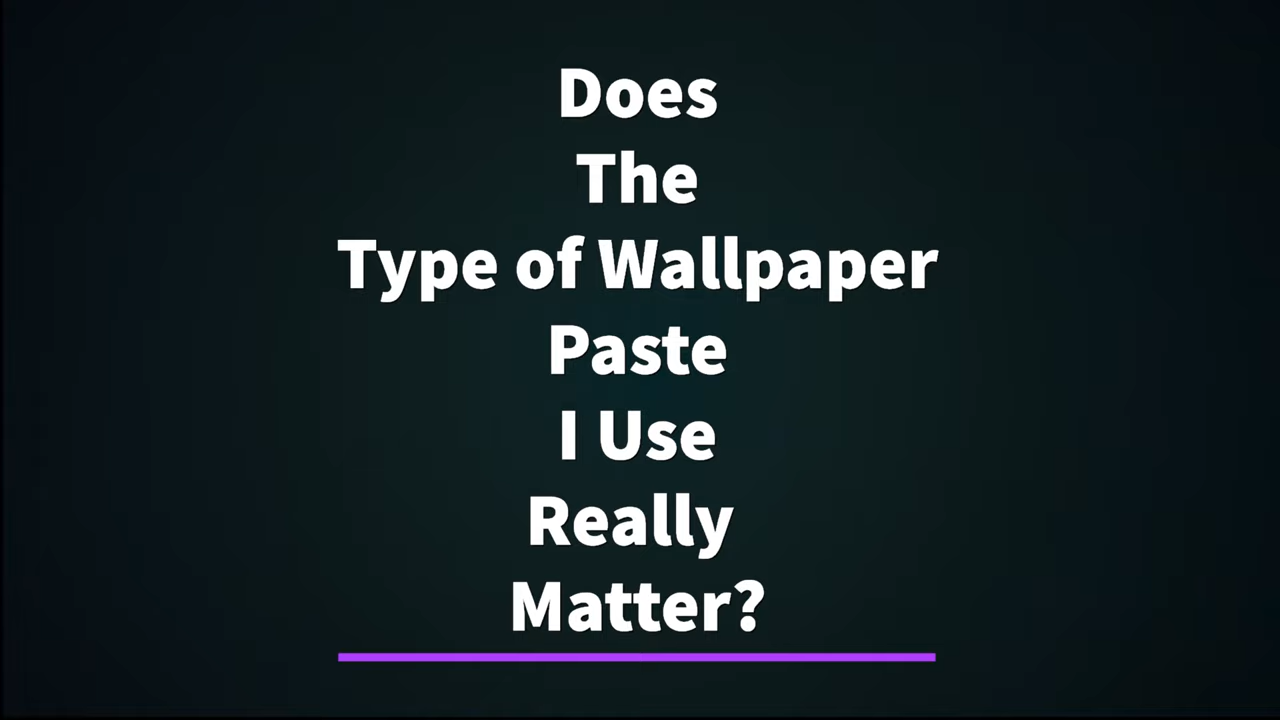 Does
The
Type of Wallpaper
Paste
I Use
Really
Matter?